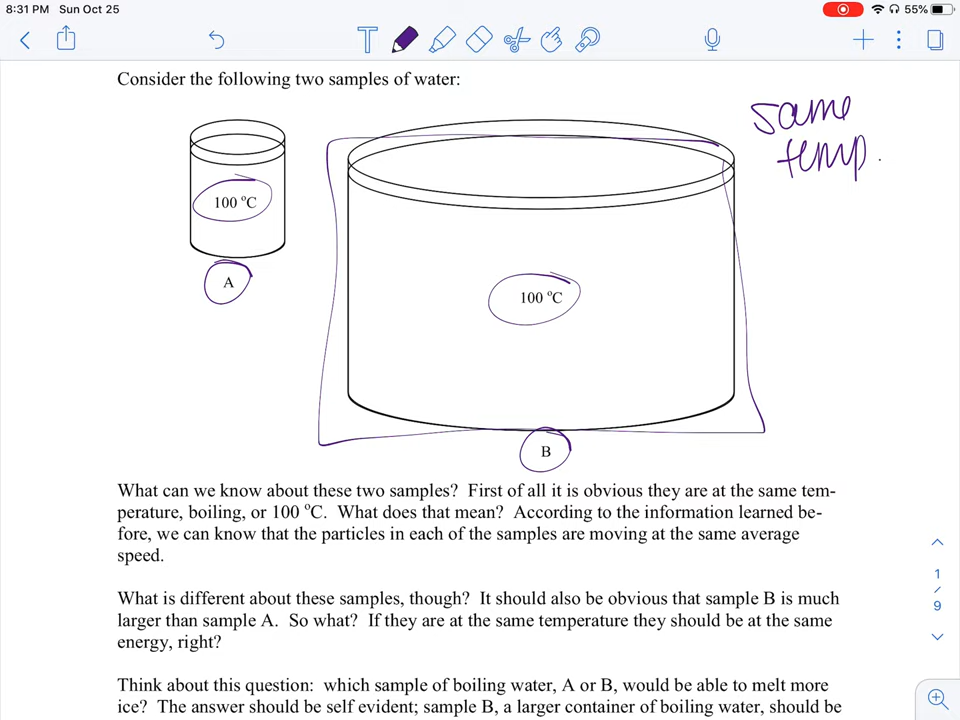 8:31 PM Sun Oct 25
55%
T
Consider the following two samples of water:
same
temp.
100 °C
A
100 °C
B
What can we know about these two samples? First of all it is obvious they are at the same tem-
perature, boiling, or 100 °C. What does that mean? According to the information learned be-
fore, we can know that the particles in each of the samples are moving at the same average
speed.
What is different about these samples, though? It should also be obvious that sample B is much
larger than sample A. So what? If they are at the same temperature they should be at the same
energy, right?
Think about this question: which sample of boiling water, A or B, would be able to melt more
ice? The answer should be self evident; sample B, a larger container of boiling water, should be
1
/
9